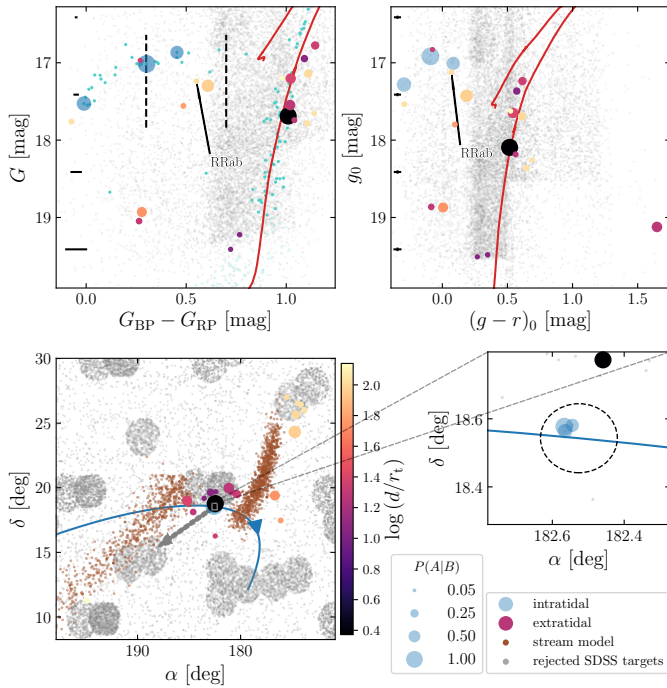 17
18
19
G [mag]
RRab
0.0
0.5
1.0
G_BP − G_RP [mag]
17
18
19
g_0 [mag]
RRab
0.0
0.5
1.0
1.5
(g − r)_0 [mag]
30
25
20
15
10
δ [deg]
190
180
α [deg]
2.0
1.8
1.6
1.4
1.2
1.0
0.8
0.6
0.4
log (d/r_t)
18.6
18.4
δ [deg]
182.6
182.4
α [deg]
P(A|B)
0.05
0.25
0.50
1.00
intratidal
extratidal
stream model
rejected SDSS targets